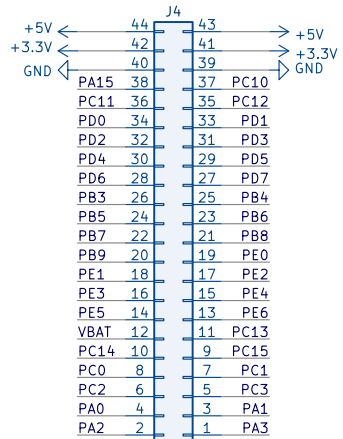 J4
+5V 44 43 +5V
+3.3V 42 41 +3.3V
GND 40 39 GND
PA15 38 37 PC10
PC11 36 35 PC12
PD0 34 33 PD1
PD2 32 31 PD3
PD4 30 29 PD5
PD6 28 27 PD7
PB3 26 25 PB4
PB5 24 23 PB6
PB7 22 21 PB8
PB9 20 19 PE0
PE1 18 17 PE2
PE3 16 15 PE4
PE5 14 13 PE6
VBAT 12 11 PC13
PC14 10 9 PC15
PC0 8 7 PC1
PC2 6 5 PC3
PA0 4 3 PA1
PA2 2 1 PA3